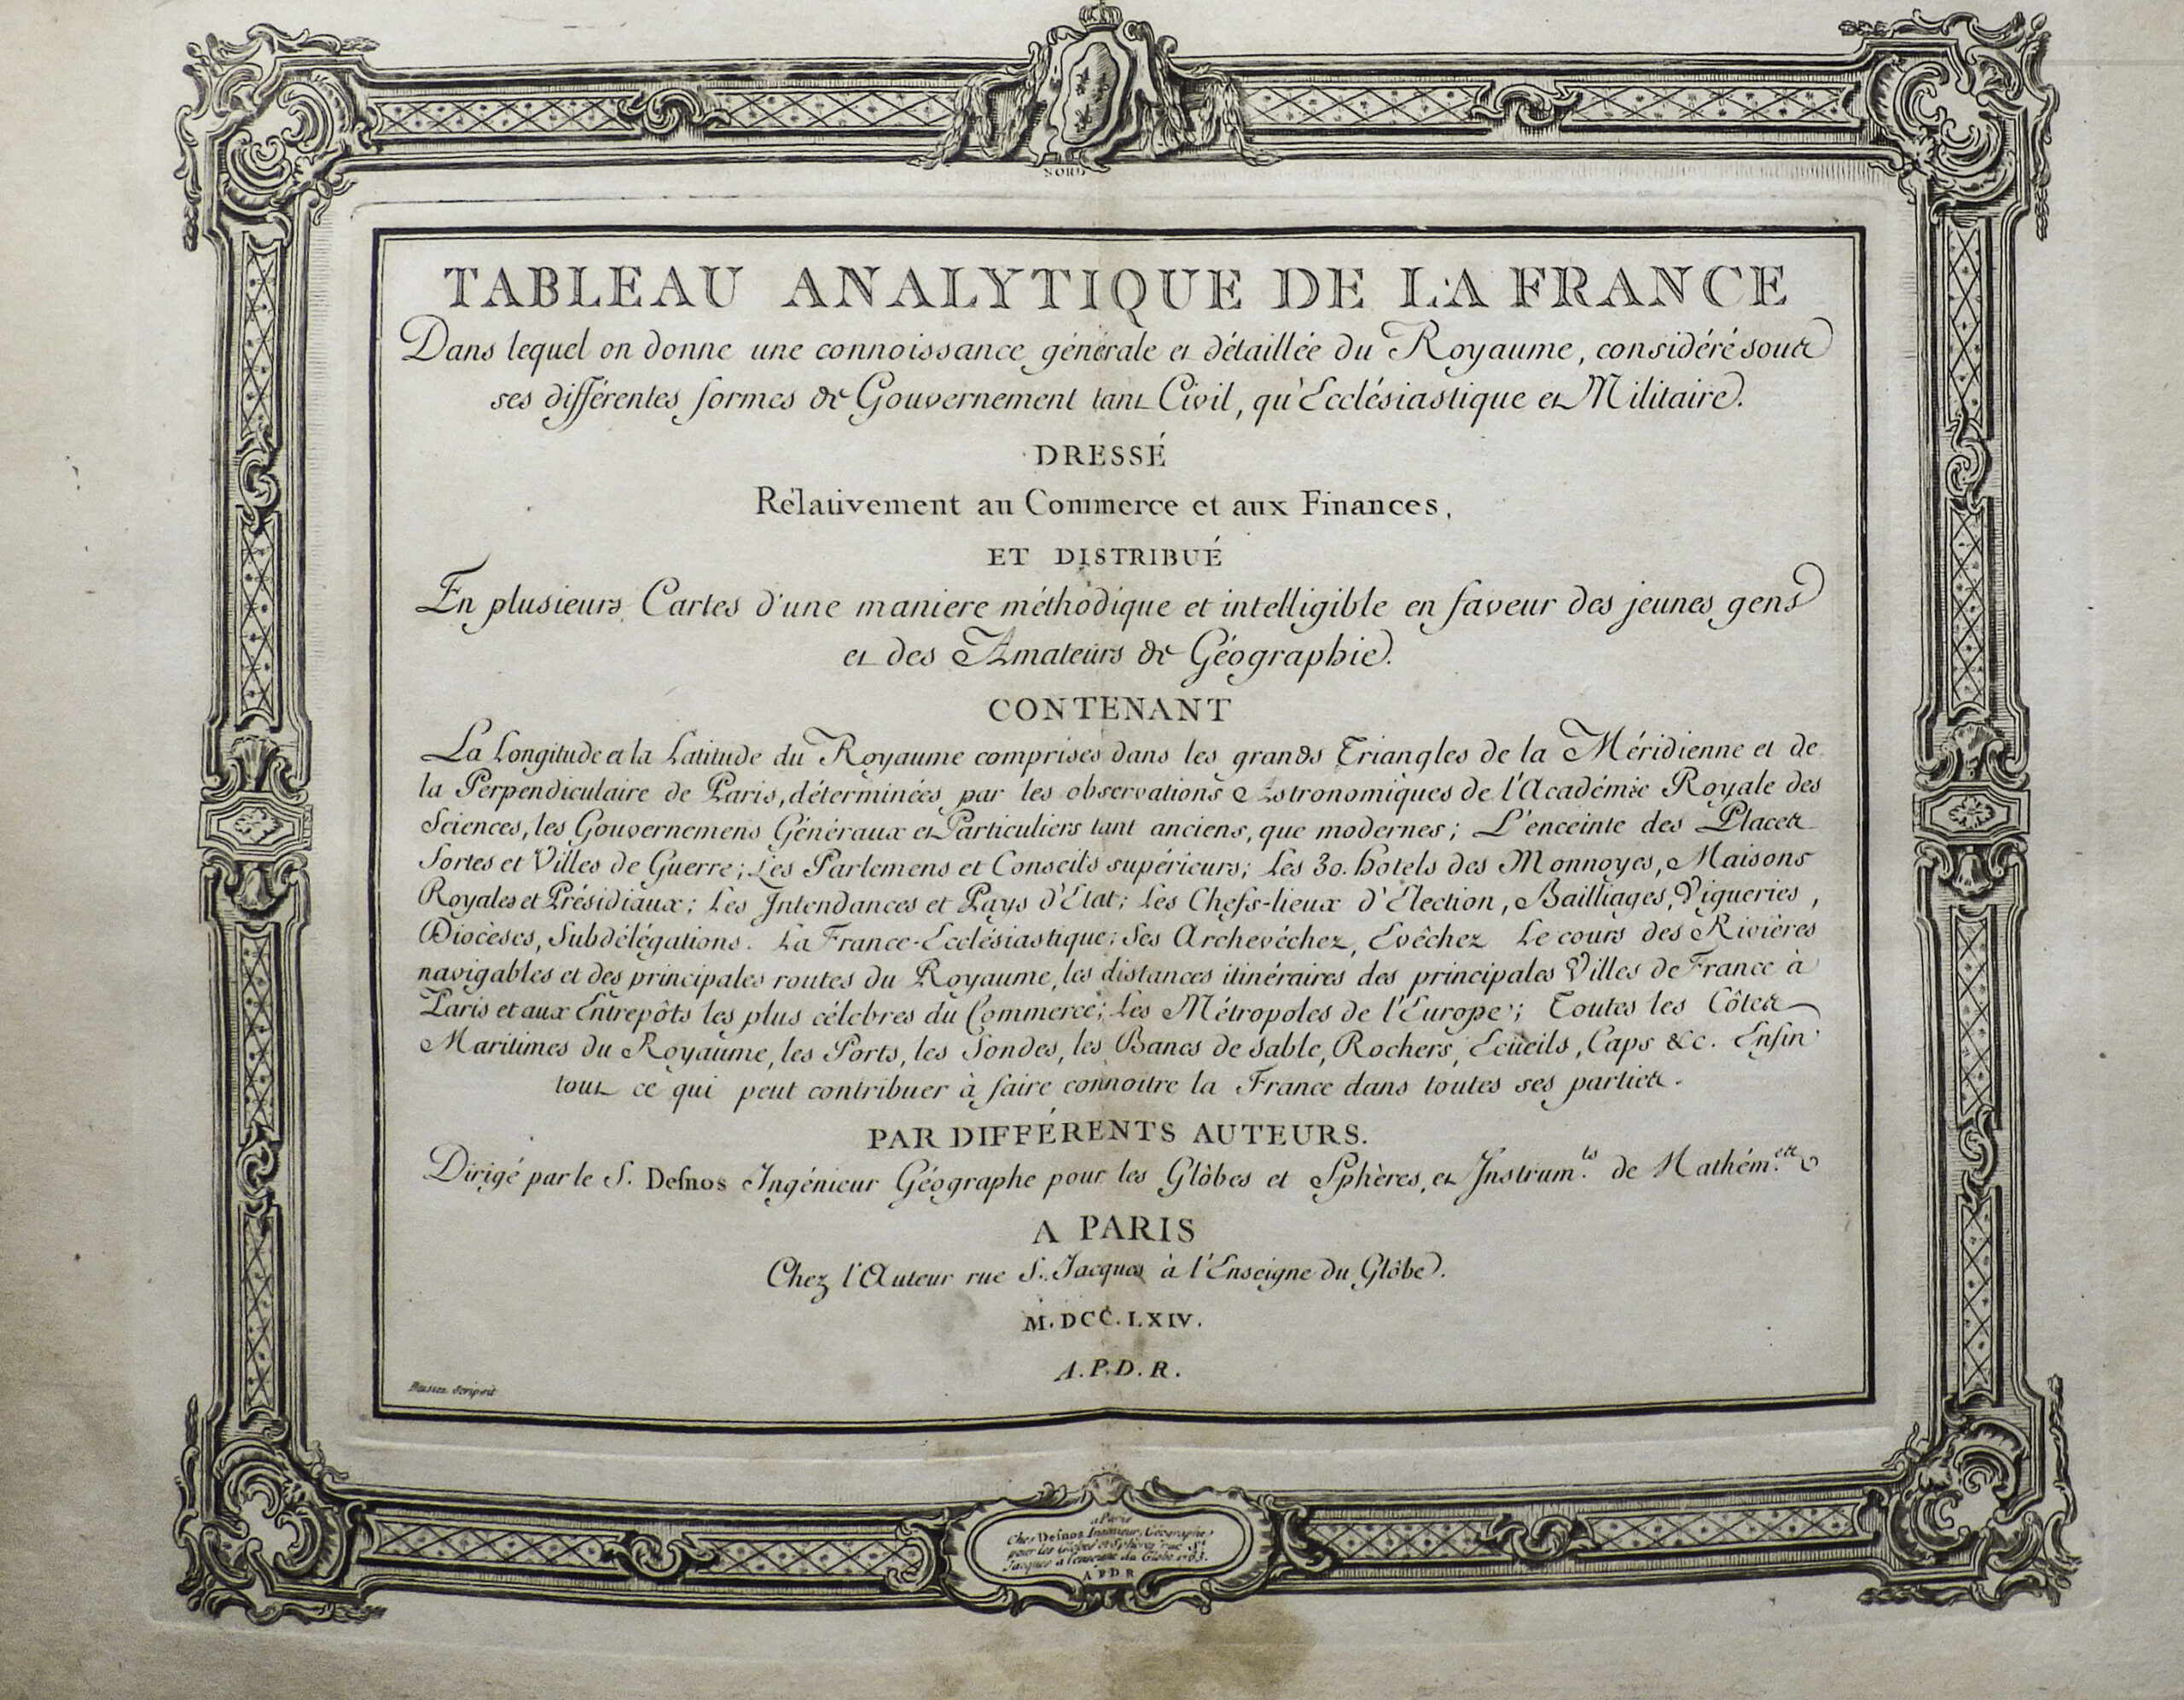 NORD
TABLEAU ANALYTIQUE DE LA FRANCE
Dans lequel on donne une connoissance générale et détaillée du Royaume, considéré sous
ses différentes formes de Gouvernement tant Civil, qu'Ecclésiastique et Militaire.
DRESSÉ
Rélativement au Commerce et aux Finances,
ET DISTRIBUÉ
En plusieurs Cartes d'une maniere méthodique et intelligible en faveur des jeunes gens
et des Amateurs de Géographie.
CONTENANT
La Longitude et la Latitude du Royaume comprises dans les grands Triangles de la Méridienne et de
la Perpendiculaire de Paris, déterminées par les observations Astronomiques de l'Académie Royale des
Sciences, les Gouvernemens Généraux et Particuliers tant anciens, que modernes; L'enceinte des Places
fortes et Villes de Guerre; Les Parlemens et Conseils supérieurs; Les 30. hotels des Monnoyes, Maisons
Royales et Présidiaux; Les Intendances et Pays d'Etat; Les Chefs-lieux d'Election, Bailliages, Vigueries,
Diocèses, Subdélégations. La France-Ecclésiastique; Ses Archevêchez, Evêchez Le cours des Rivières
navigables et des principales routes du Royaume, les distances itinéraires des principales Villes de France à
Paris et aux Entrepôts les plus célebres du Commerce; Les Métropoles de l'Europe; Toutes les Côtes
Maritimes du Royaume, les Ports, les Sondes, les Bancs de Sable, Rochers, Ecüeils, Caps &c. Enfin
tout ce qui peut contribuer à faire connoitre la France dans toutes ses parties.
PAR DIFFÉRENTS AUTEURS.
Dirigé par le S. Desnos Ingénieur Géographe pour les Glôbes et Sphères, et Instrum.ts de Mathém.es
A PARIS
Chez l'Auteur rue S. Jacques à l'Enseigne du Glôbe.
M.DCC.LXIV.
A.P.D.R.
scripsit
a Paris
Chez Desnos Ingénieur, Géographe
pour les Globes et Sphères, rue St.
Jacques a l'enseigne du Globe 1763.
A P D R